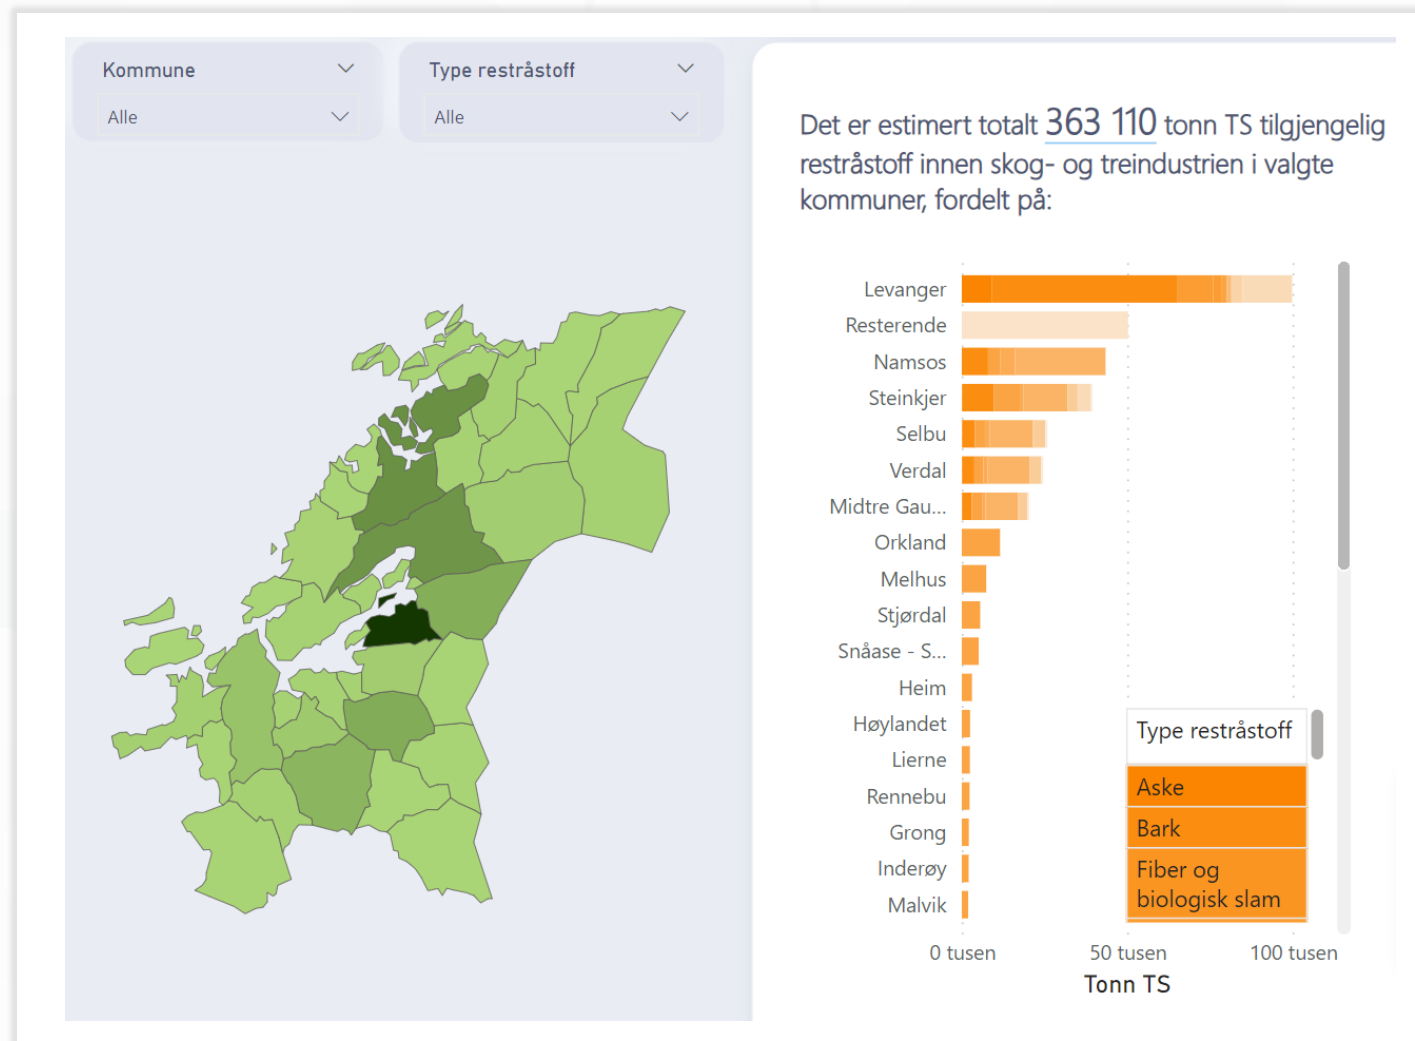 Kommune
Alle
Type restråstoff
Alle
Det er estimert totalt 363 110 tonn TS tilgjengelig
restråstoff innen skog- og treindustrien i valgte
kommuner, fordelt på:
Levanger
Resterende
Namsos
Steinkjer
Selbu
Verdal
Midtre Gau...
Orkland
Melhus
Stjørdal
Snåase - S...
Heim
Høylandet
Lierne
Rennebu
Grong
Inderøy
Malvik
Type restråstoff
Aske
Bark
Fiber og
biologisk slam
0 tusen
50 tusen
100 tusen
Tonn TS